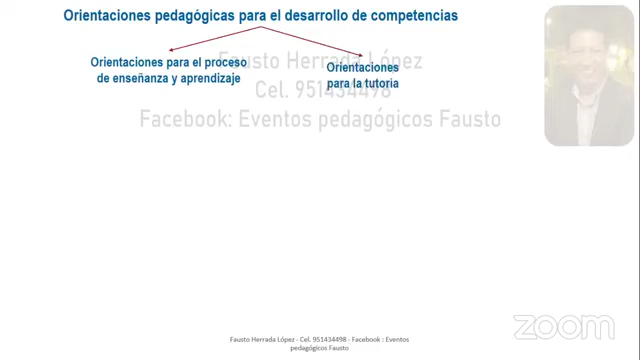 Orientaciones pedagógicas para el desarrollo de competencias
Orientaciones para el proceso
de enseñanza y aprendizaje
Orientaciones
para la tutoria
Fausto Herrada López
Cel. 951434498
Facebook: Eventos pedagógicos Fausto
zoom
Fausto Herrada López - Cel. 951434498 - Facebook : Eventos
pedagógicos Fausto